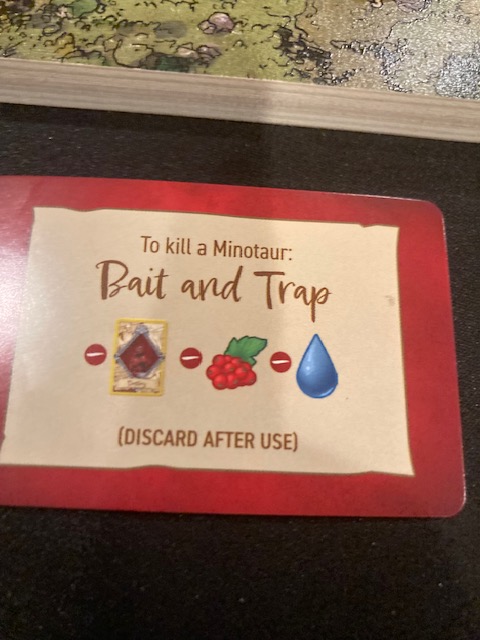 To kill a Minotaur:
Bait and Trap
(DISCARD AFTER USE)